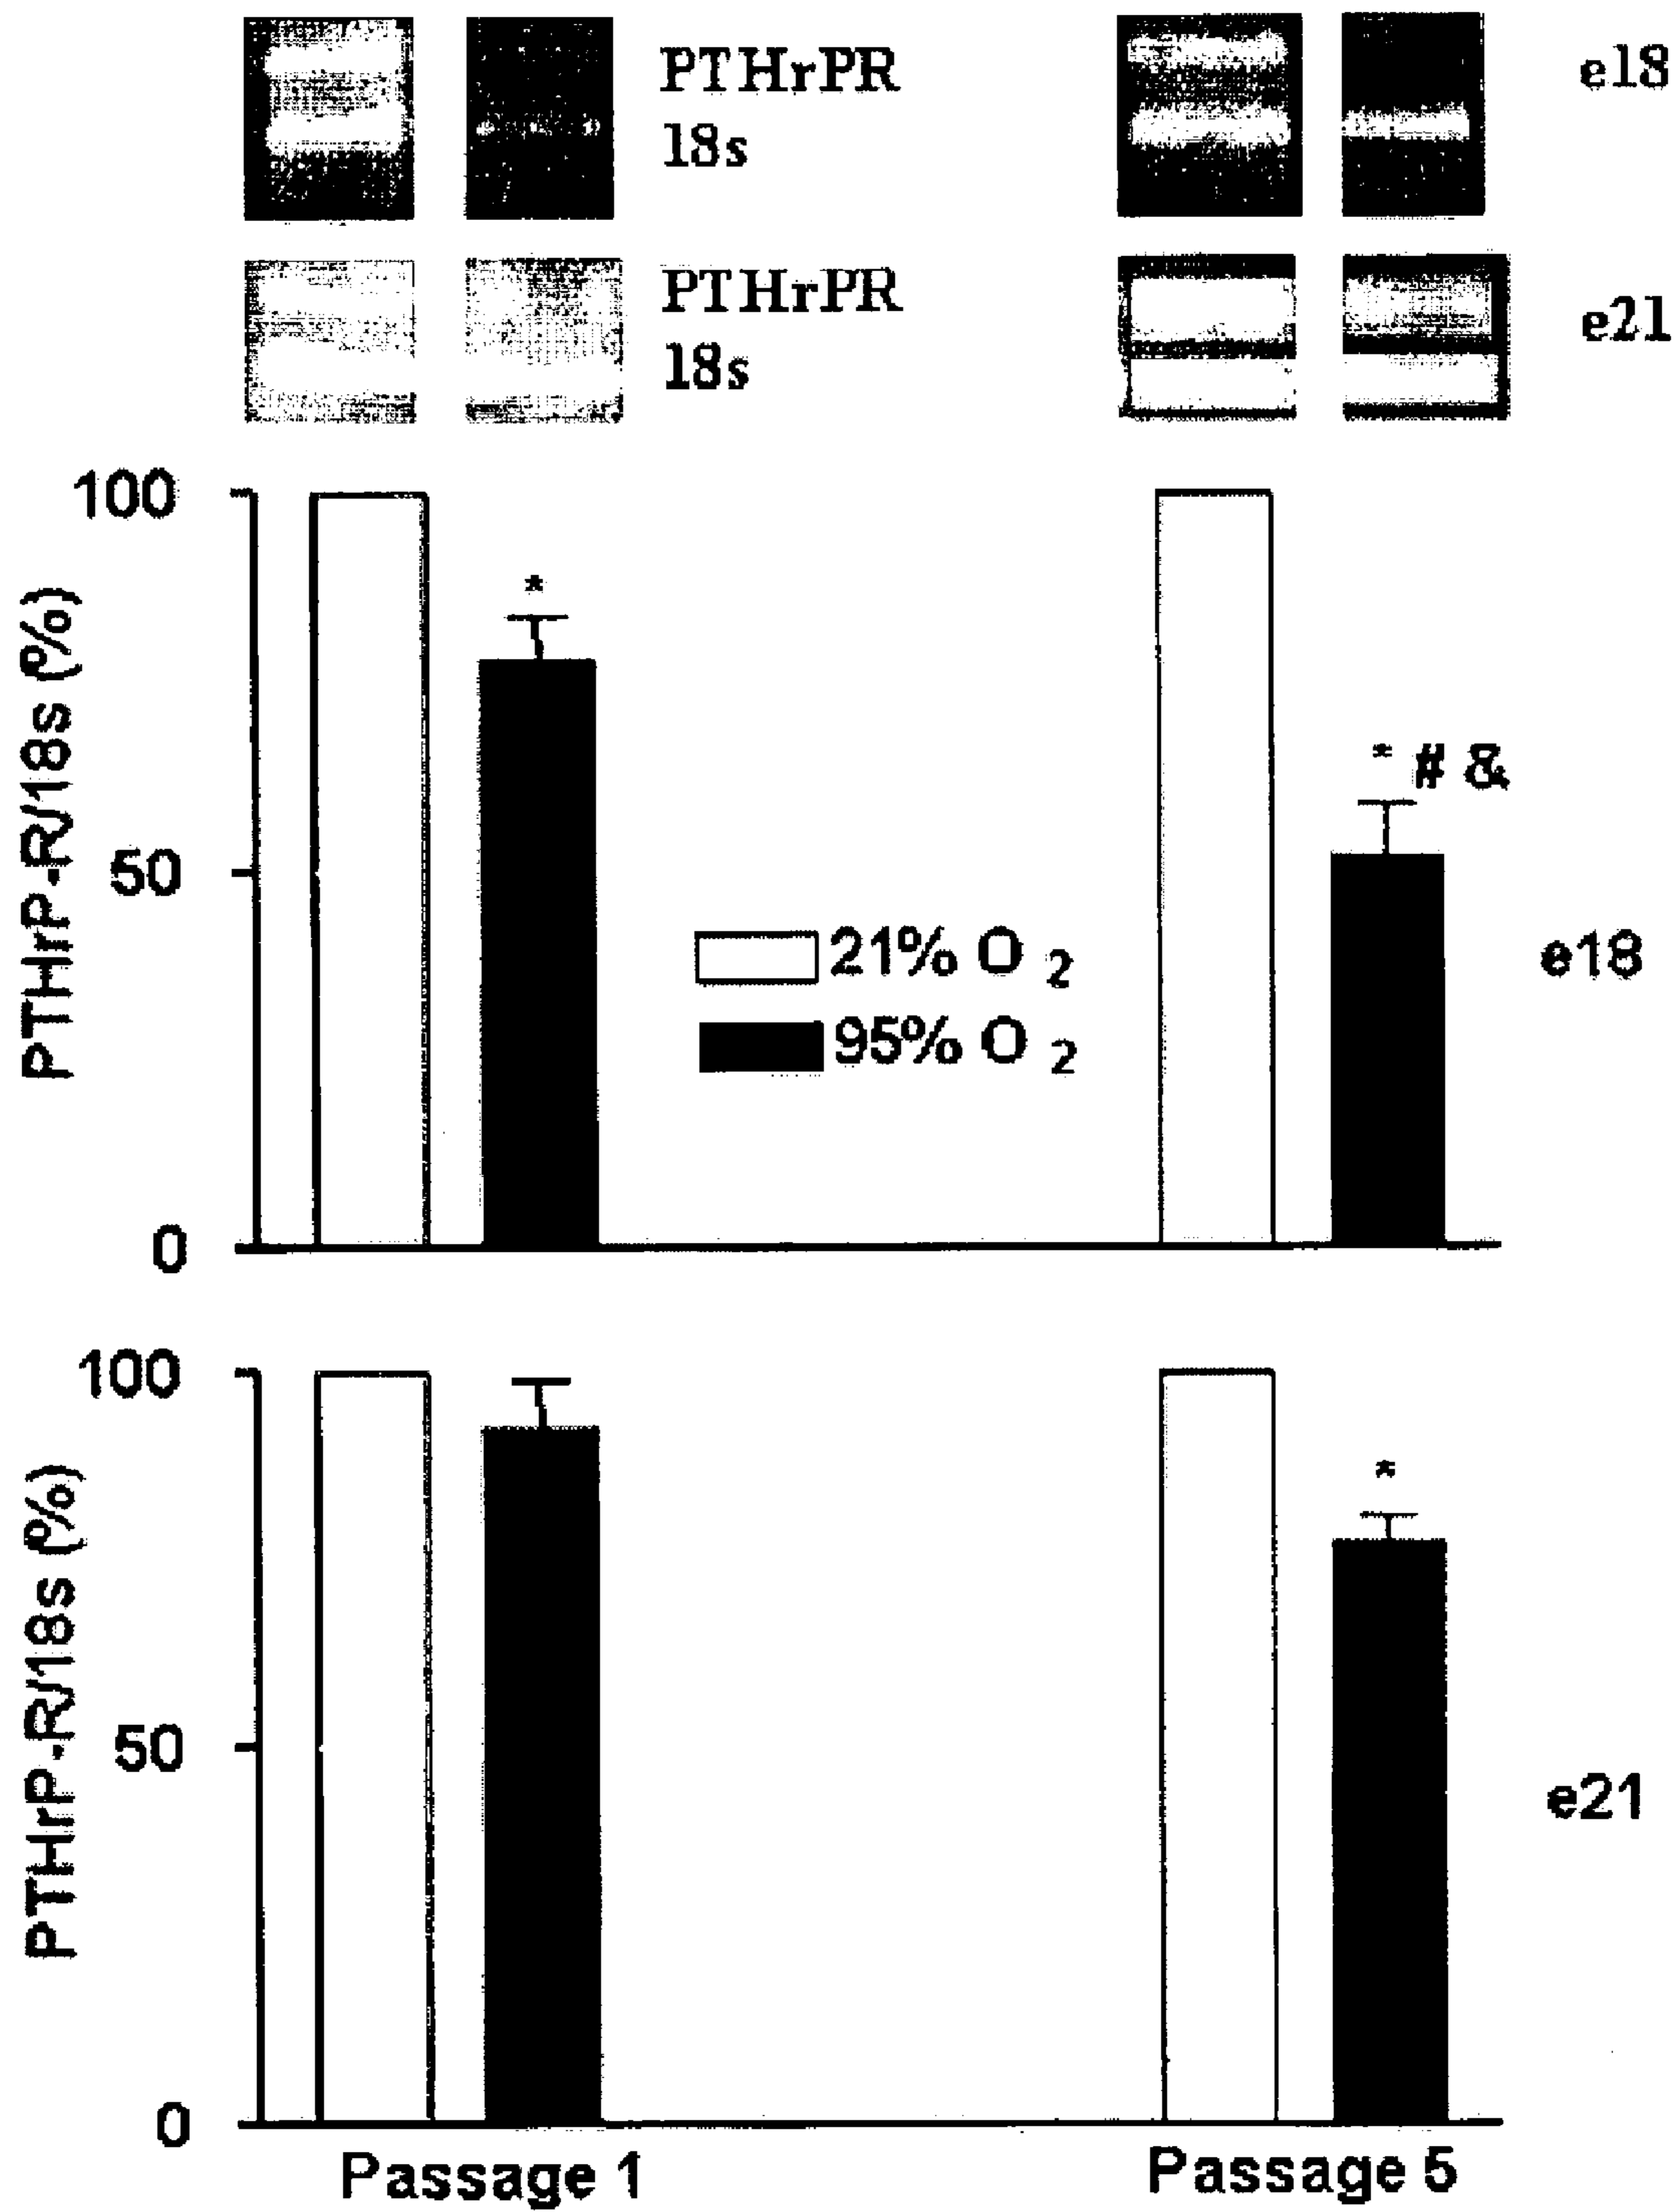 PTHrPR
18s
e18
PTHrPR
18s
e21
100
*
* # &
50
0
PTHrP-R/18s (%)
21% O 2
95% O 2
e18
100
*
50
0
PTHrP-R/18s (%)
e21
Passage 1
Passage 5